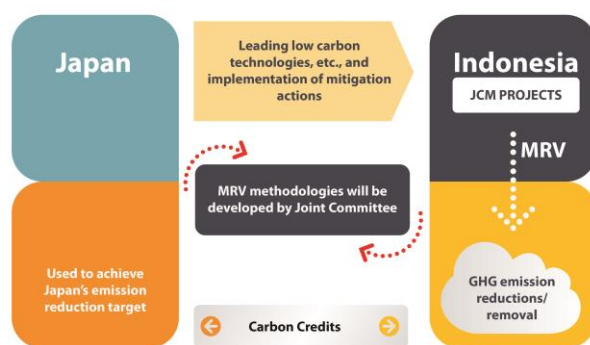 Japan
Leading low carbon
technologies, etc., and
implementation of mitigation
actions
Indonesia
JCM PROJECTS
MRV
MRV methodologies will be
developed by Joint Committee
Used to achieve
Japan's emission
reduction target
Carbon Credits
GHG emission
reductions/
removal